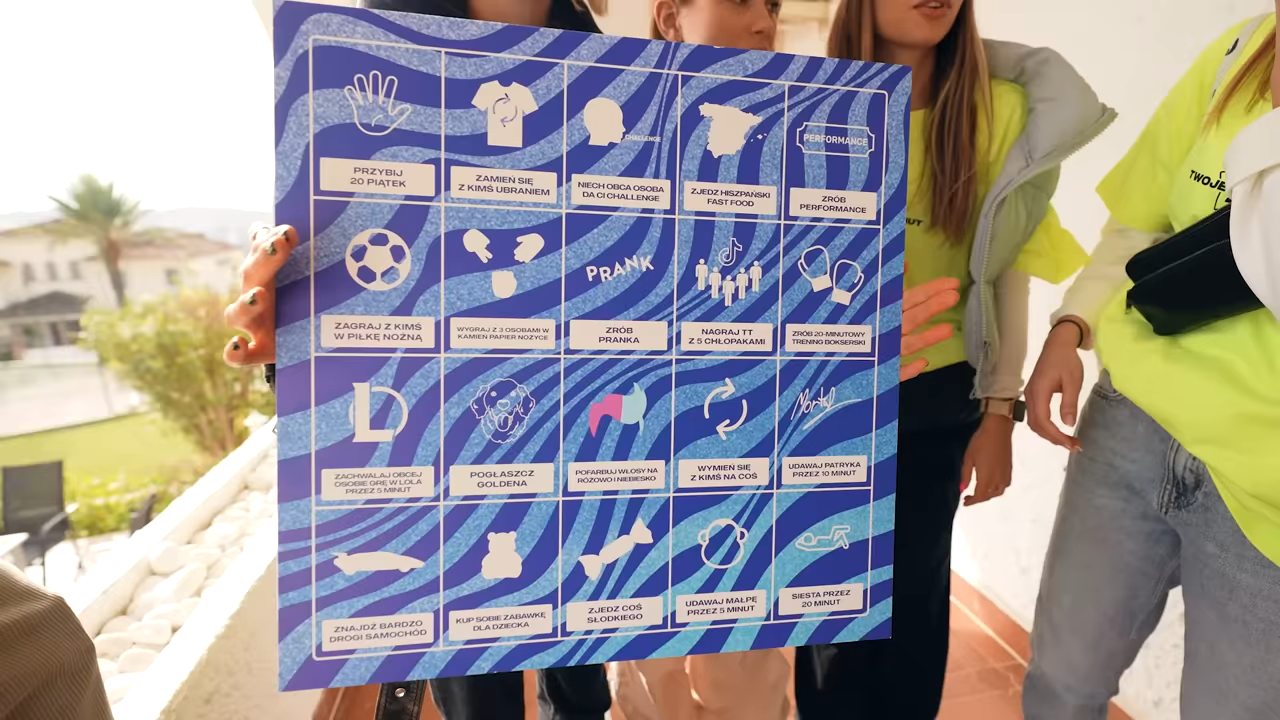 CHALLENGE
PERFORMANCE
PRZYBIJ
20 PIĄTEK
ZAMIEŃ SIĘ
Z KIMŚ UBRANIEM
NIECH OBCA OSOBA
DA CI CHALLENGE
ZJEDZ HISZPAŃSKI
FAST FOOD
ZRÓB
PERFORMANCE
PRANK
ZAGRAJ Z KIMŚ
W PIŁKĘ NOŻNĄ
WYGRAJ Z 3 OSOBAMI W
KAMIEŃ PAPIER NOŻYCE
ZRÓB
PRANKA
NAGRAJ TT
Z 5 CHŁOPAKAMI
ZRÓB 20-MINUTOWY
TRENING BOKSERSKI
L
ZACHWALAJ OBCEJ
OSOBIE GRĘ W LOLA
PRZEZ 5 MINUT
POGŁASZCZ
GOLDENA
POFARBUJ WŁOSY NA
RÓŻOWO I NIEBIESKO
WYMIEŃ SIĘ
Z KIMŚ NA COŚ
UDAWAJ PATRYKA
PRZEZ 10 MINUT
ZNAJDŹ BARDZO
DROGI SAMOCHÓD
KUP SOBIE ZABAWKĘ
DLA DZIECKA
ZJEDZ COŚ
SŁODKIEGO
UDAWAJ MAŁPĘ
PRZEZ 5 MINUT
SIESTA PRZEZ
20 MINUT